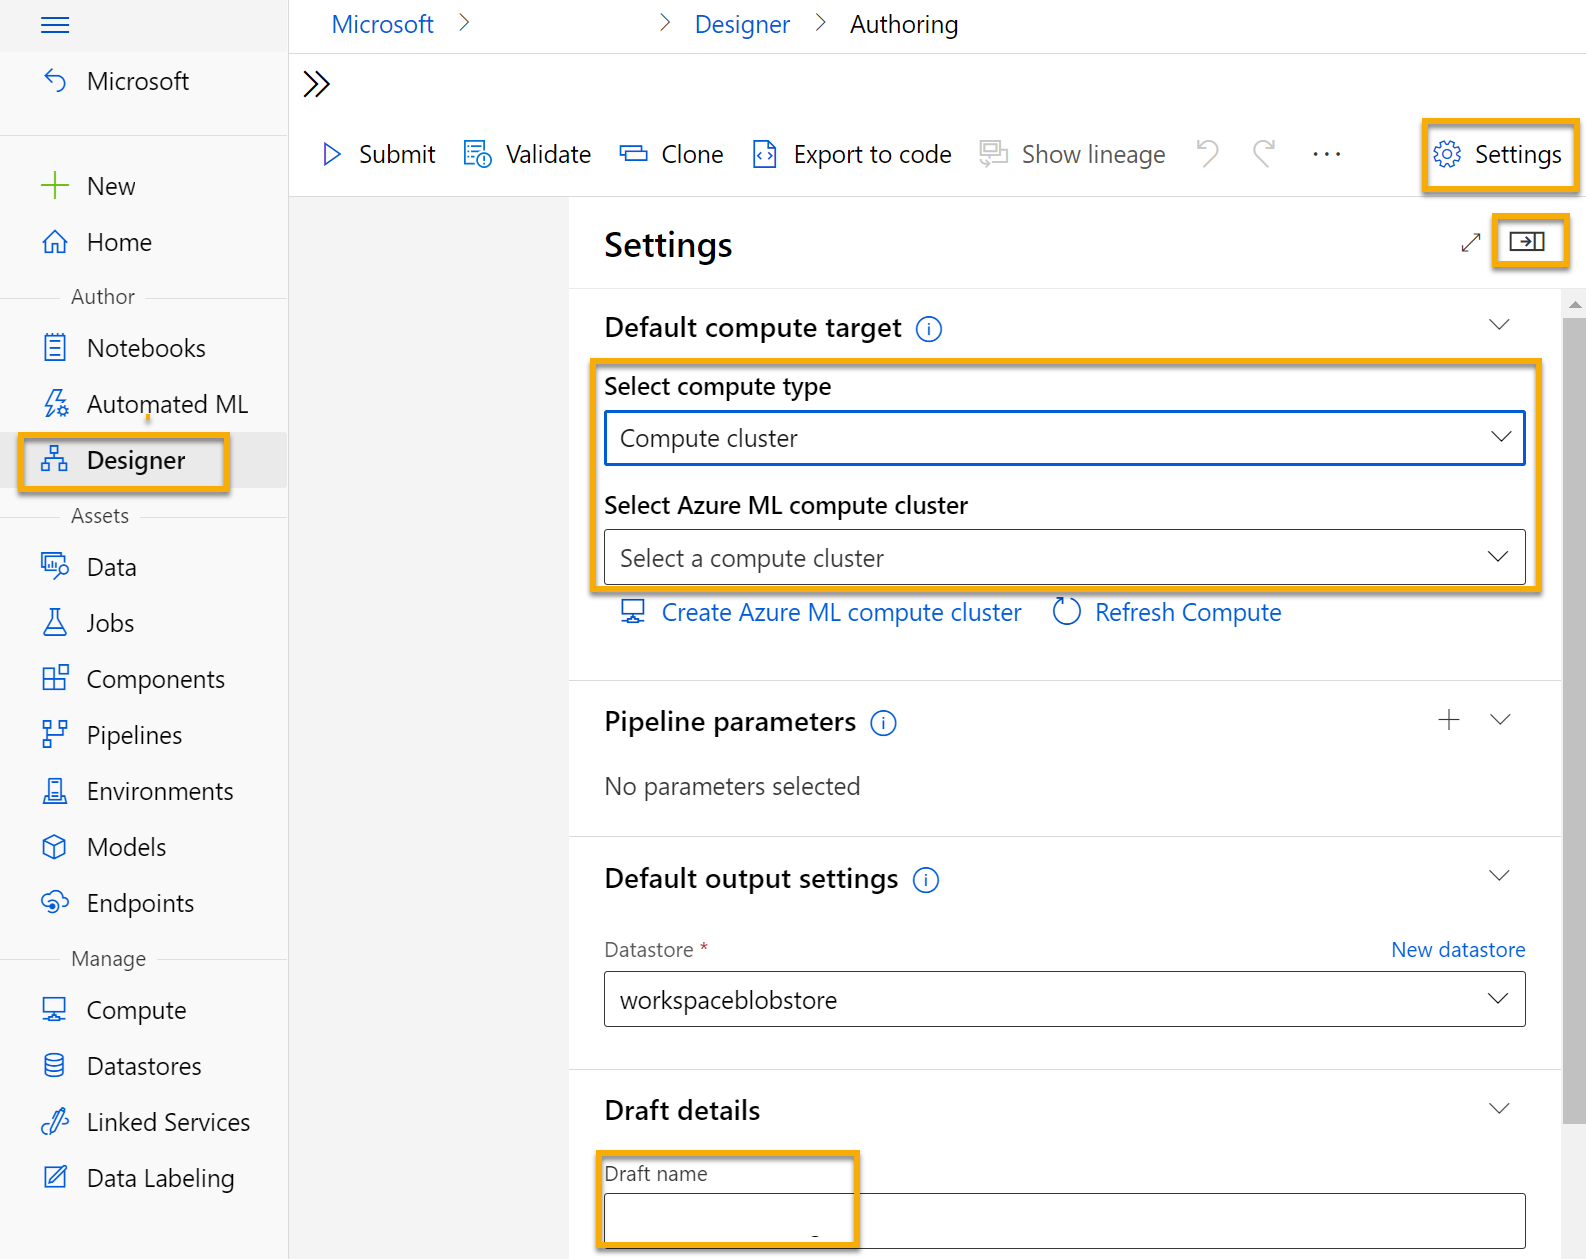 Microsoft > > Designer > Authoring
Microsoft
New
Home
Author
Notebooks
Automated ML
Designer
Assets
Data
Jobs
Components
Pipelines
Environments
Models
Endpoints
Manage
Compute
Datastores
Linked Services
Data Labeling
Submit Validate Clone Export to code Show lineage ... Settings
Settings
Default compute target
Select compute type
Compute cluster
Select Azure ML compute cluster
Select a compute cluster
Create Azure ML compute cluster Refresh Compute
Pipeline parameters
No parameters selected
Default output settings
Datastore * New datastore
workspaceblobstore
Draft details
Draft name